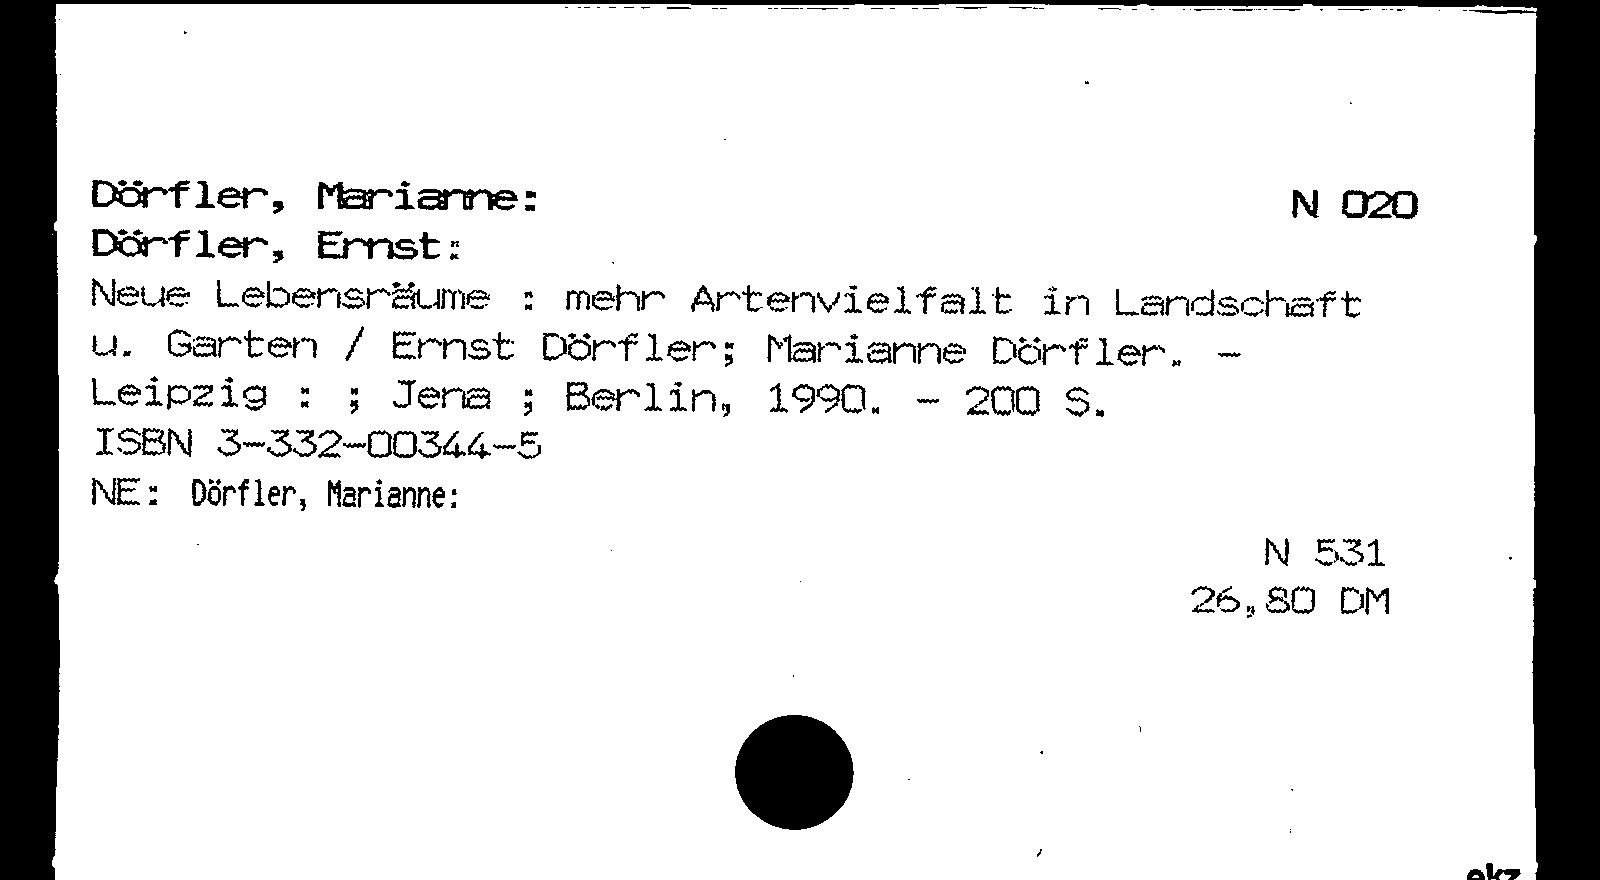 Dörfler, Marianne:
N 020
Dörfler, Ernst:
Neue Lebensräume : mehr Artenvielfalt in Landschaft
u. Garten / Ernst Dörfler; Marianne Dörfler. -
Leipzig : ; Jena ; Berlin, 1990. - 200 S.
ISBN 3-332-00344-5
NE: Dörfler, Marianne:
N 531
26,80 DM
ekz